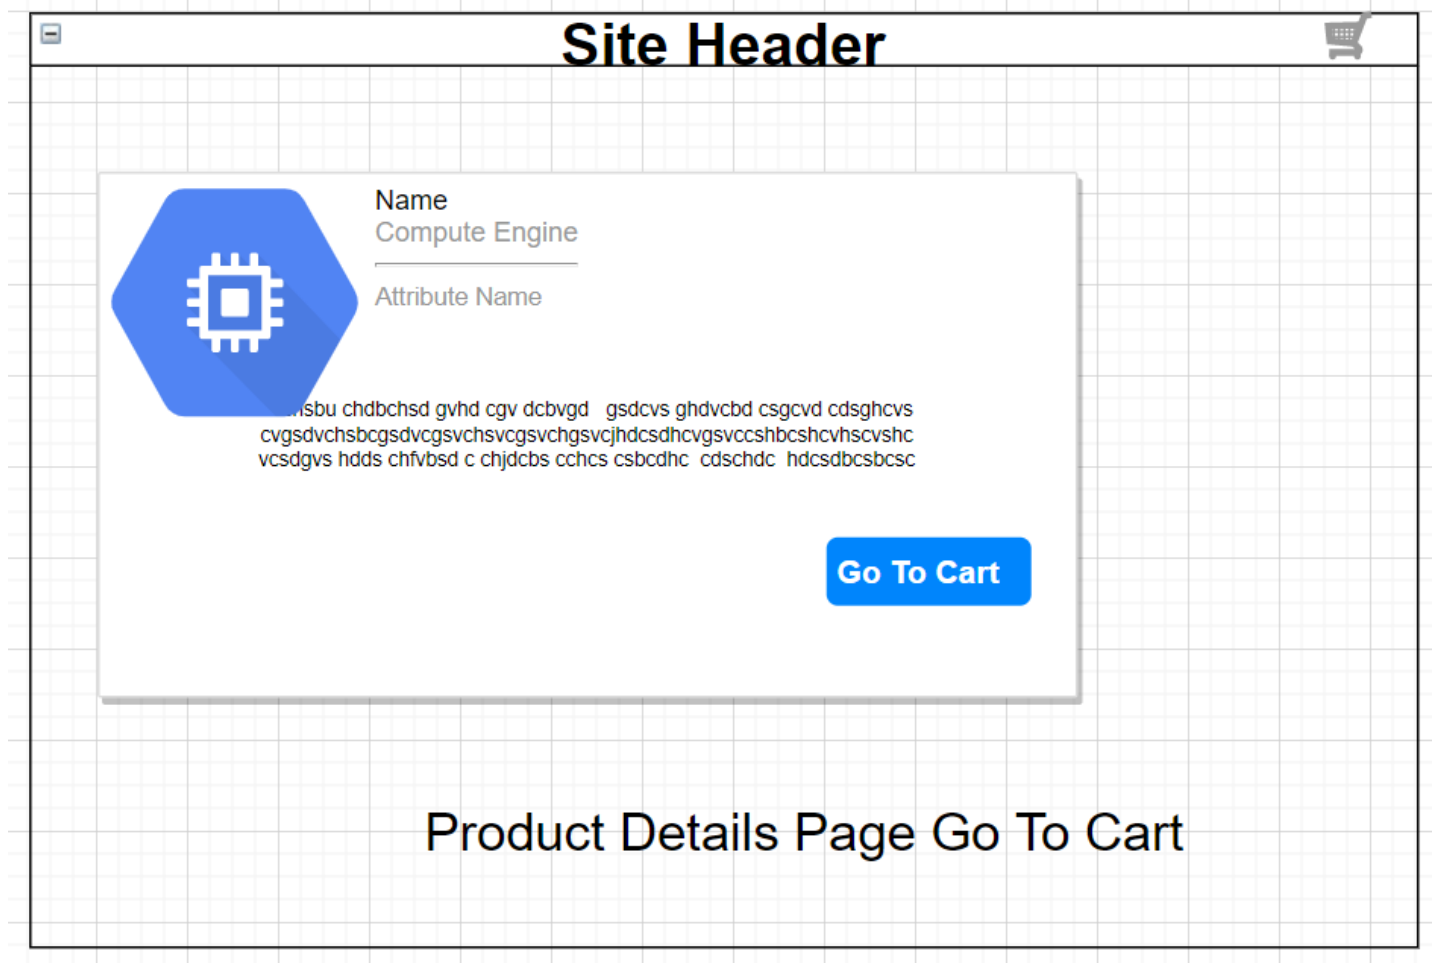 Site Header
Name
Compute Engine
Attribute Name
chdbchsd gvhd cgv dcbvgd gsdcvs ghdvcbd csgcvd cdsghcvs
cvgsdvchsbcgsdvcgsvchsvcgsvchgsvcjhdcsdhcvgsvccshbcshcvhscvshc
vcsdgvs hdds chfvbsd c chjdcbs cchcs csbcdhc cdschdc hdcsdbcsbcsc
Go To Cart
Product Details Page Go To Cart